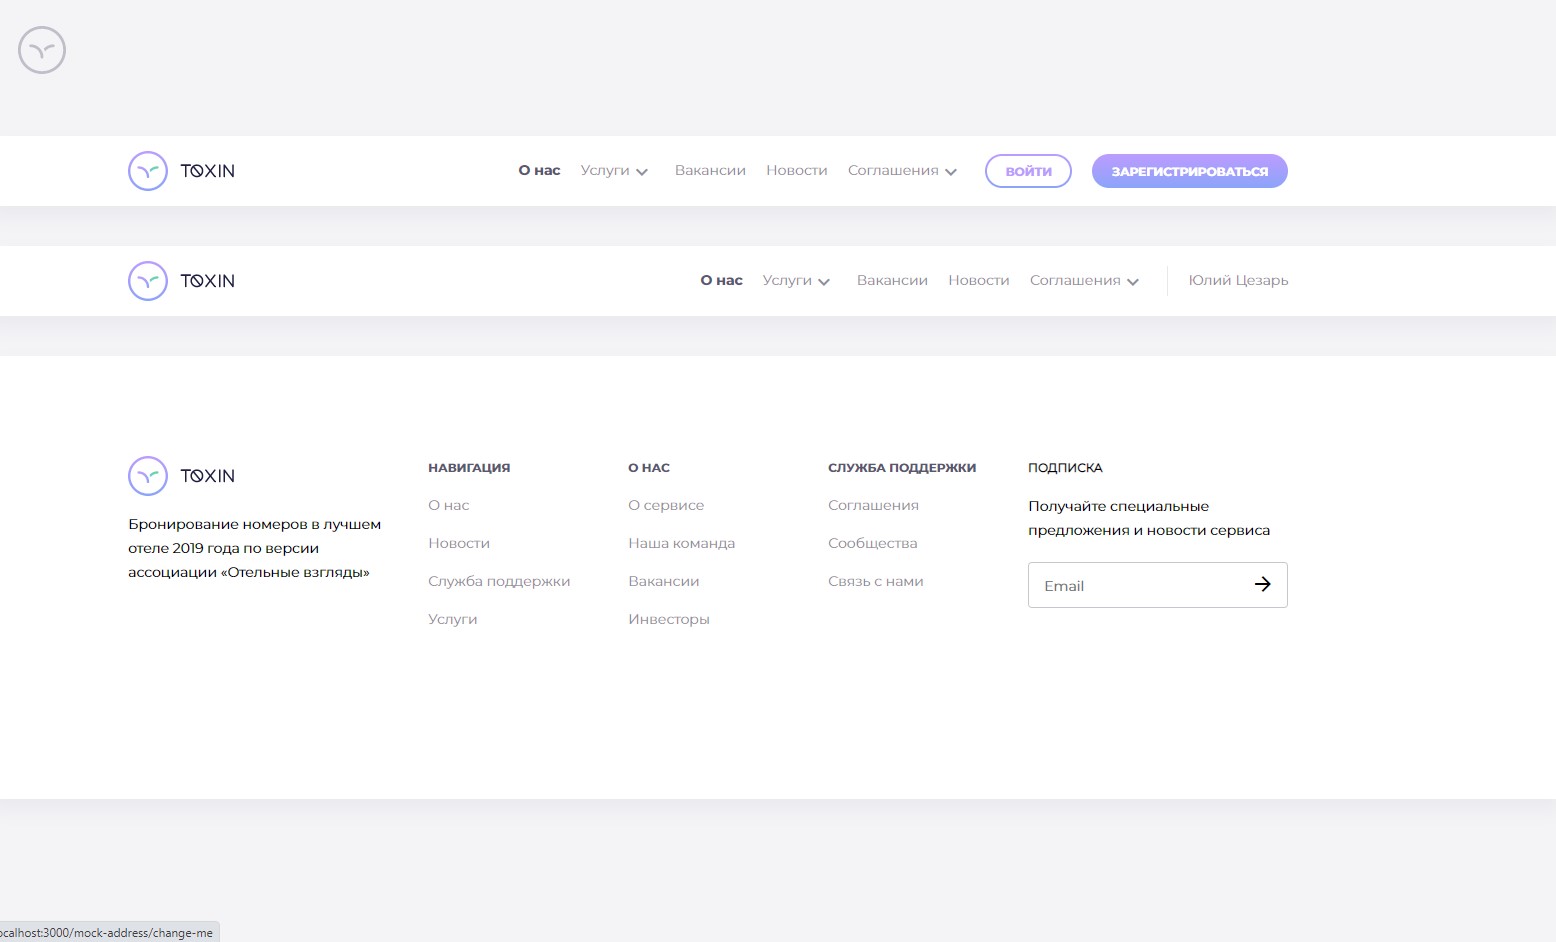 TOXIN О нас Услуги Вакансии Новости Соглашения ВОЙТИ ЗАРЕГИСТРИРОВАТЬСЯ
TOXIN О нас Услуги Вакансии Новости Соглашения Юлий Цезарь
TOXIN
Бронирование номеров в лучшем
отеле 2019 года по версии
ассоциации «Отельные взгляды»
НАВИГАЦИЯ
О нас
Новости
Служба поддержки
Услуги
О НАС
О сервисе
Наша команда
Вакансии
Инвесторы
СЛУЖБА ПОДДЕРЖКИ
Соглашения
Сообщества
Связь с нами
ПОДПИСКА
Получайте специальные
предложения и новости сервиса
Email
ocalhost:3000/mock-address/change-me